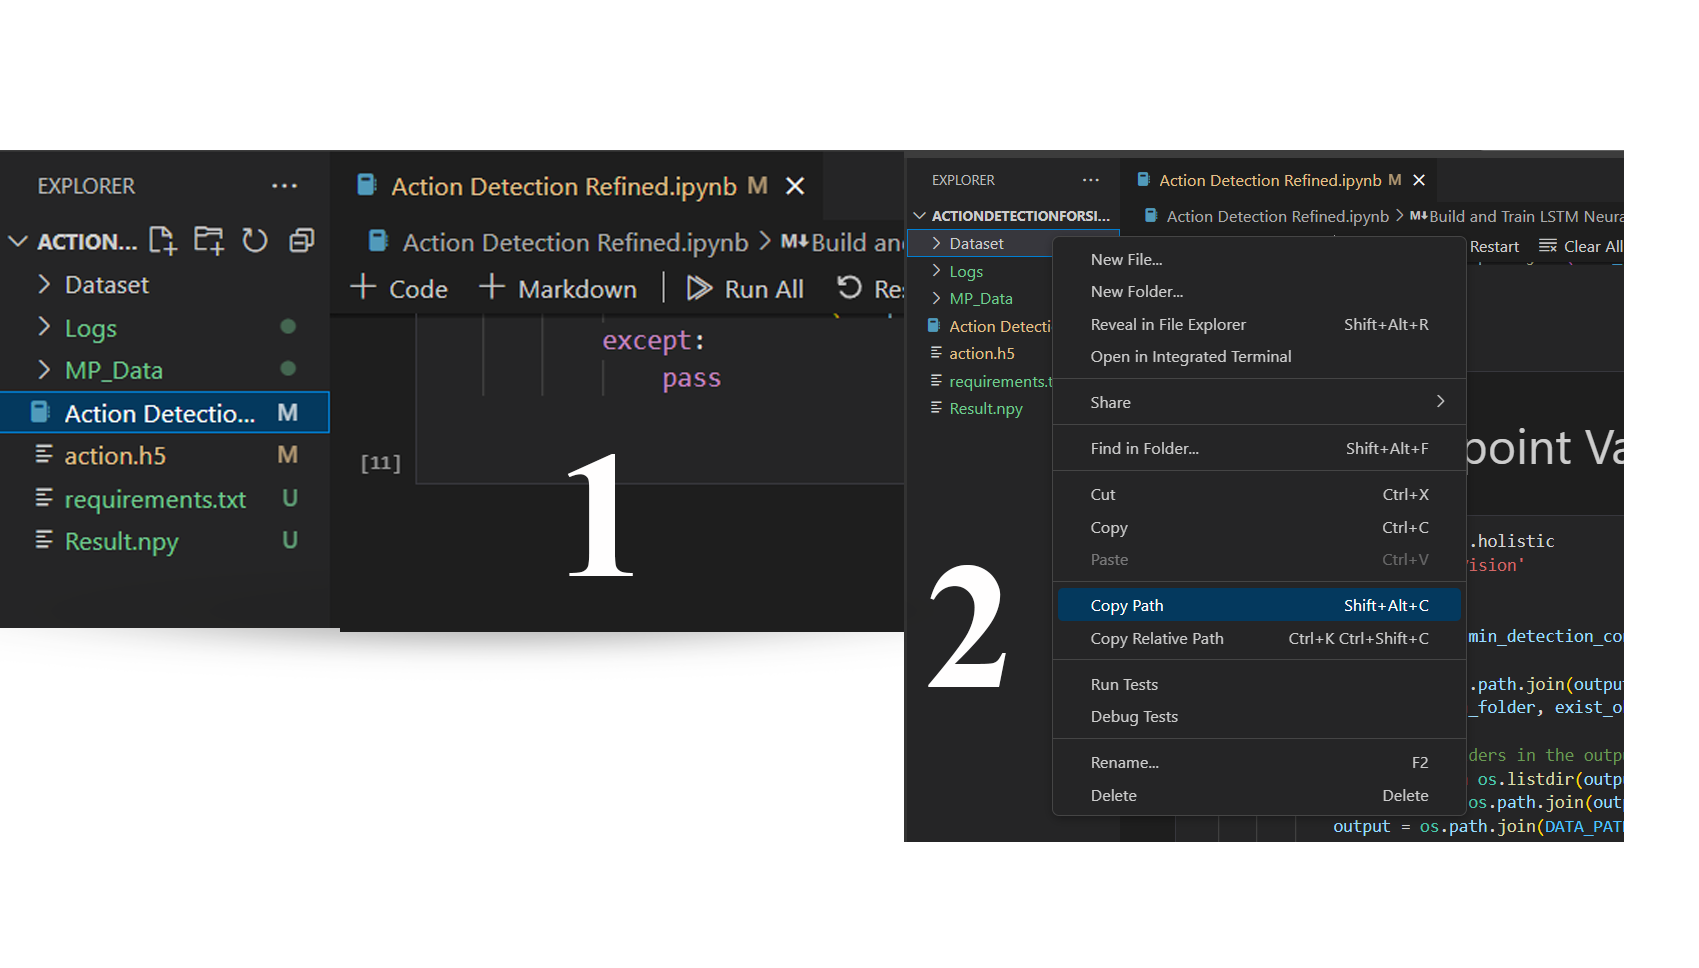 EXPLORER ...
ACTION...
Dataset
Logs
MP_Data
Action Detectio... M
action.h5 M
requirements.txt U
Result.npy U
Action Detection Refined.ipynb M
Action Detection Refined.ipynb > M↓Build an
+ Code + Markdown Run All Res
except:
pass
[11]
1
EXPLORER ...
ACTIONDETECTIONFORSI...
Dataset
Logs
MP_Data
Action Detecti
action.h5
requirements.t
Result.npy
2
Action Detection Refined.ipynb M
Action Detection Refined.ipynb > M↓Build and Train LSTM Neura
Restart Clear All
New File...
New Folder...
Reveal in File Explorer Shift+Alt+R
Open in Integrated Terminal
Share
Find in Folder... Shift+Alt+F
Cut Ctrl+X
Copy Ctrl+C
Paste Ctrl+V
Copy Path Shift+Alt+C
Copy Relative Path Ctrl+K Ctrl+Shift+C
Run Tests
Debug Tests
Rename... F2
Delete Delete
point Va
.holistic
ision'
min_detection_co
.path.join(outpu
_folder, exist_o
ders in the outp
os.listdir(outp
os.path.join(out
output = os.path.join(DATA_PAT